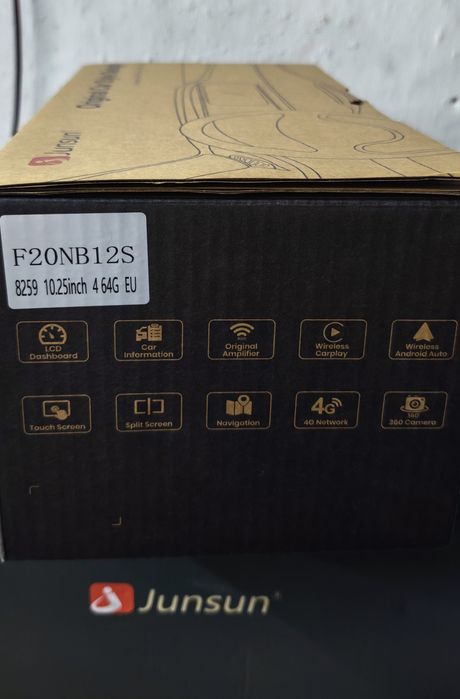 Junsun
F20NB12S
8259 10.25inch 4 64G EU
LCD
Dashboard
Car
Information
Original
Amplifier
Wireless
Carplay
Wireless
Android Auto
Touch Screen
Split Screen
Navigation
4G
4G Network
360
360 Camera
Junsun